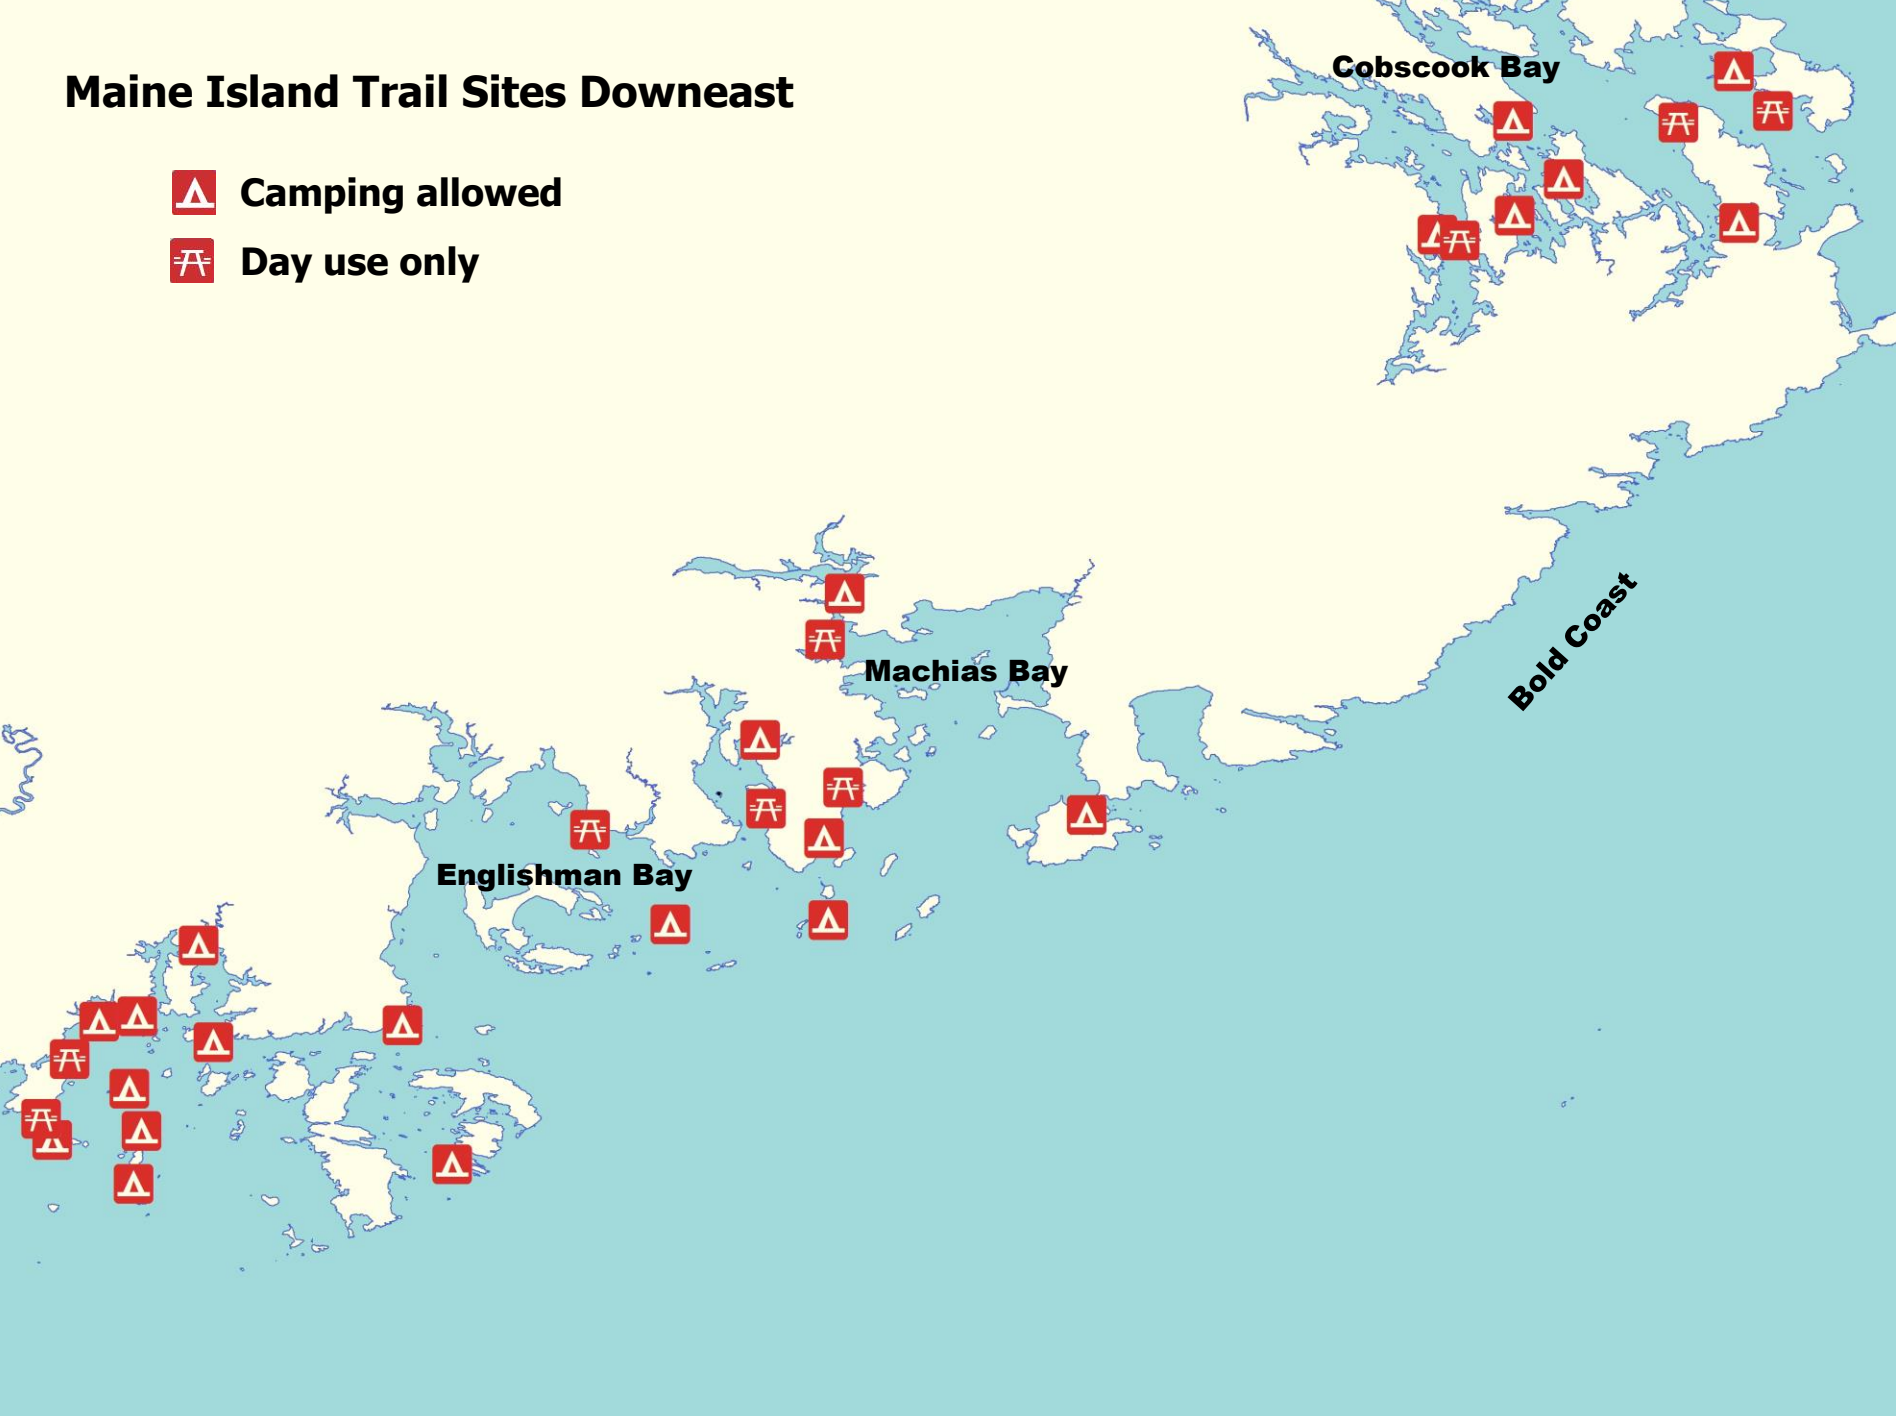 Maine Island Trail Sites Downeast
Camping allowed
Day use only
Cobscook Bay
Bold Coast
Machias Bay
Englishman Bay